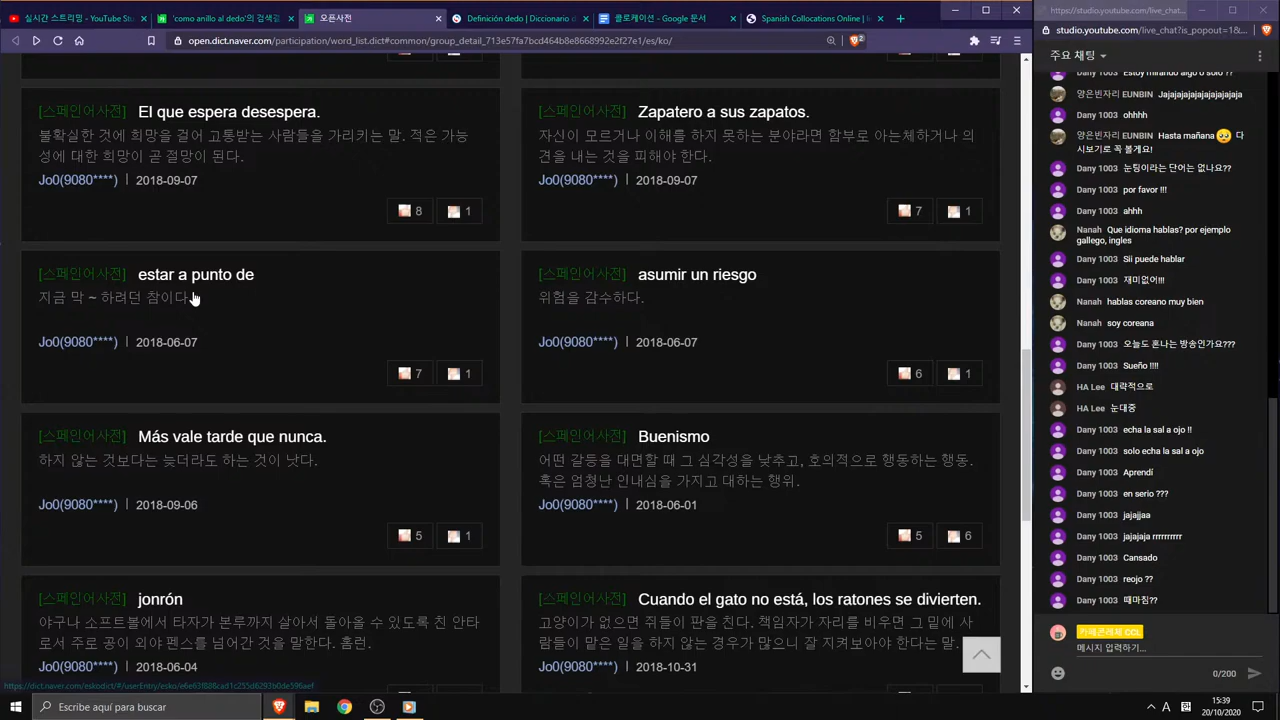 실시간 스트리밍 - YouTube Stu
'como anillo al dedo'의 검색결
오픈사전
Definición dedo | Diccionario d
클로케이션 - Google 문서
Spanish Collocations Online | In
open.dict.naver.com/participation/word_list.dict#common/group_detail_713e57fa7bcd464b8e8668992e2f27e1/es/ko/
[스페인어사전] El que espera desespera.
불확실한 것에 희망을 걸어 고통받는 사람들을 가리키는 말. 적은 가능
성에 대한 희망이 곧 절망이 된다.
Jo0(9080****) | 2018-09-07
8 1
[스페인어사전] Zapatero a sus zapatos.
자신이 모르거나 이해를 하지 못하는 분야라면 함부로 아는체하거나 의
견을 내는 것을 피해야 한다.
Jo0(9080****) | 2018-09-07
7 1
[스페인어사전] estar a punto de
지금 막 ~ 하려던 참이다
Jo0(9080****) | 2018-06-07
7 1
[스페인어사전] asumir un riesgo
위험을 감수하다.
Jo0(9080****) | 2018-06-07
6 1
[스페인어사전] Más vale tarde que nunca.
하지 않는 것보다는 늦더라도 하는 것이 낫다.
Jo0(9080****) | 2018-09-06
5 1
[스페인어사전] Buenismo
어떤 갈등을 대면할 때 그 심각성을 낮추고, 호의적으로 행동하는 행동.
혹은 엄청난 인내심을 가지고 대하는 행위.
Jo0(9080****) | 2018-06-01
5 6
[스페인어사전] jonrón
야구나 소프트볼에서 타자가 본루까지 살아서 돌아올 수 있도록 친 안타
로서 주로 공이 외야 펜스를 넘어간 것을 말한다. 홈런.
Jo0(9080****) | 2018-06-04
[스페인어사전] Cuando el gato no está, los ratones se divierten.
고양이가 없으면 쥐들이 판을 친다. 책임자가 자리를 비우면 그 밑에 사
람들이 맡은 일을 하지 않는 경우가 많으니 잘 지켜보아야 한다는 말.
Jo0(9080****) | 2018-10-31
https://dict.naver.com/eskodict/#/userEntry/esko/e6e63f886cad1c255d6293b0de596aef
https://studio.youtube.com/live_chat?is_popout=1...
studio.youtube.com/live_chat?is_popout=1&...
주요 채팅
Dany 1003 Estoy mirando algo o solo ??
양은빈자리 EUNBIN Jajajajajajajajajajajaja
Dany 1003 ohhhh
양은빈자리 EUNBIN Hasta mañana🥺 다
시보기로 꼭 볼게요!
Dany 1003 눈팅이라는 단어는 없나요??
Dany 1003 por favor !!!
Dany 1003 ahhh
Nanah Que idioma hablas? por ejemplo
gallego, ingles
Dany 1003 Sii puede hablar
Dany 1003 재미없어!!!
Nanah hablas coreano muy bien
Nanah soy coreana
Dany 1003 오늘도 혼나는 방송인가요???
Dany 1003 Sueño !!!!
HA Lee 대략적으로
HA Lee 눈대중
Dany 1003 echa la sal a ojo !!
Dany 1003 solo echa la sal a ojo
Dany 1003 Aprendí
Dany 1003 en serio ???
Dany 1003 jajajjaa
Dany 1003 jajajaja rrrrrrrrrr
Dany 1003 Cansado
Dany 1003 reojo ??
Dany 1003 때마짐??
카페콘레체 CCL
메시지 입력하기...
0/200
Escribe aquí para buscar
15:39
20/10/2020